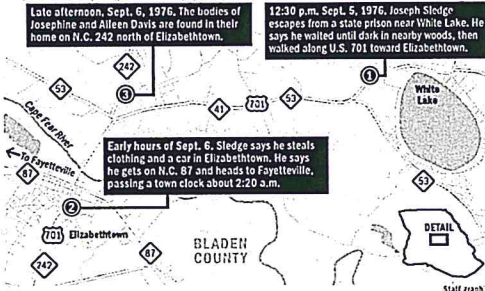 Late afternoon, Sept. 6, 1976, The bodies of
Josephine and Aileen Davis are found in their
home on N.C. 242 north of Elizabethtown.
12:30 p.m. Sept. 5, 1976, Joseph Sledge
escapes from a state prison near White Lake. He
says he waited until dark in nearby woods, then
walked along U.S. 701 toward Elizabethtown.
242
3
1
53
White
Lake
41
701
53
Cape Fear River
Early hours of Sept. 6, Sledge says he steals
clothing and a car in Elizabethtown. He says
he gets on N.C. 87 and heads to Fayetteville,
passing a town clock about 2:20 a.m.
To Fayetteville
87
53
2
701
Elizabethtown
BLADEN
COUNTY
DETAIL
242
87
Staff